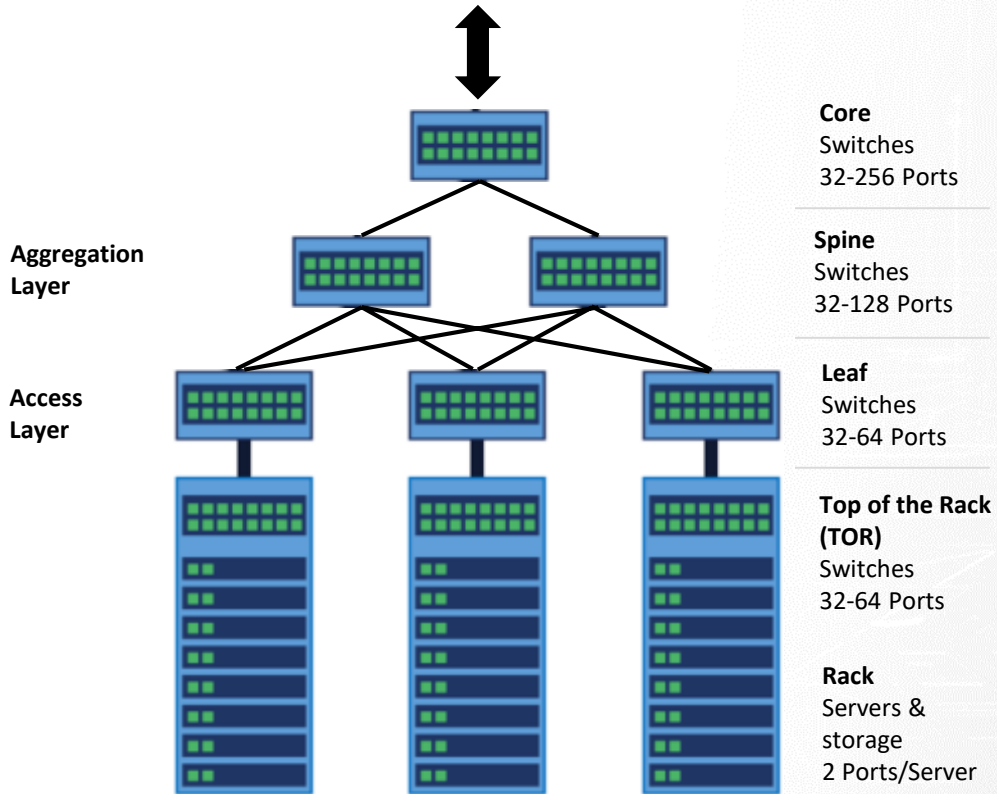 Core
Switches
32-256 Ports
Aggregation
Layer
Spine
Switches
32-128 Ports
Access
Layer
Leaf
Switches
32-64 Ports
Top of the Rack
(TOR)
Switches
32-64 Ports
Rack
Servers &
storage
2 Ports/Server